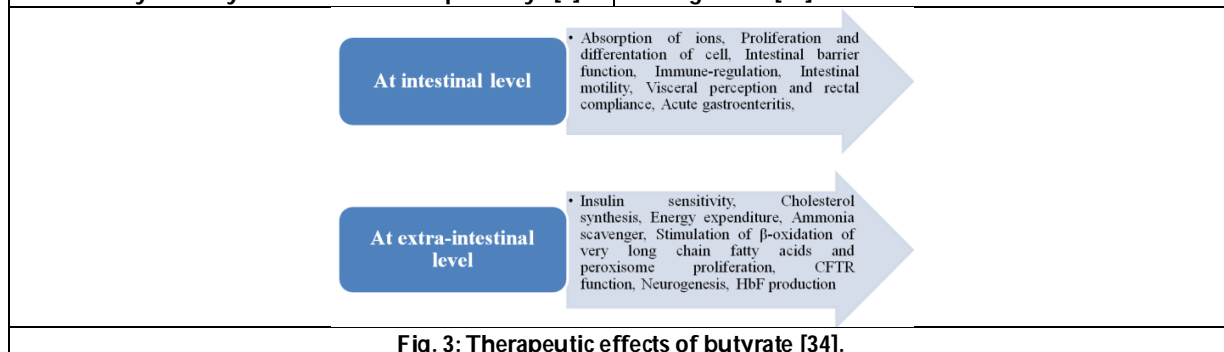 At intestinal level
• Absorption of ions, Proliferation and
differentation of cell, Intestinal barrier
function, Immune-regulation, Intestinal
motility, Visceral perception and rectal
compliance, Acute gastroenteritis,
At extra-intestinal
level
• Insulin sensitivity, Cholesterol
synthesis, Energy expenditure, Ammonia
scavenger, Stimulation of β-oxidation of
very long chain fatty acids and
peroxisome proliferation, CFTR
function, Neurogenesis, HbF production
Fig. 3: Therapeutic effects of butyrate [34].